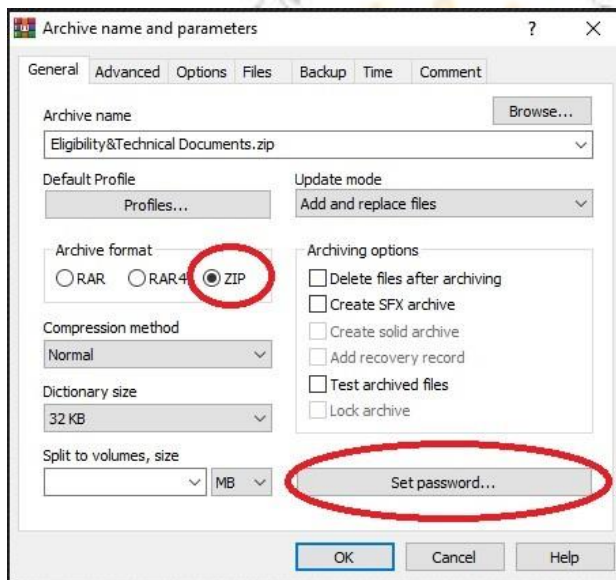 Archive name and parameters ?
General Advanced Options Files Backup Time Comment
Archive name
Browse...
Eligibility&Technical Documents.zip
Default Profile
Profiles...
Update mode
Add and replace files
Archive format
RAR RAR4 ZIP
Compression method
Normal
Dictionary size
32 KB
Split to volumes, size
MB
Archiving options
Delete files after archiving
Create SFX archive
Create solid archive
Add recovery record
Test archived files
Lock archive
Set password...
OK Cancel Help